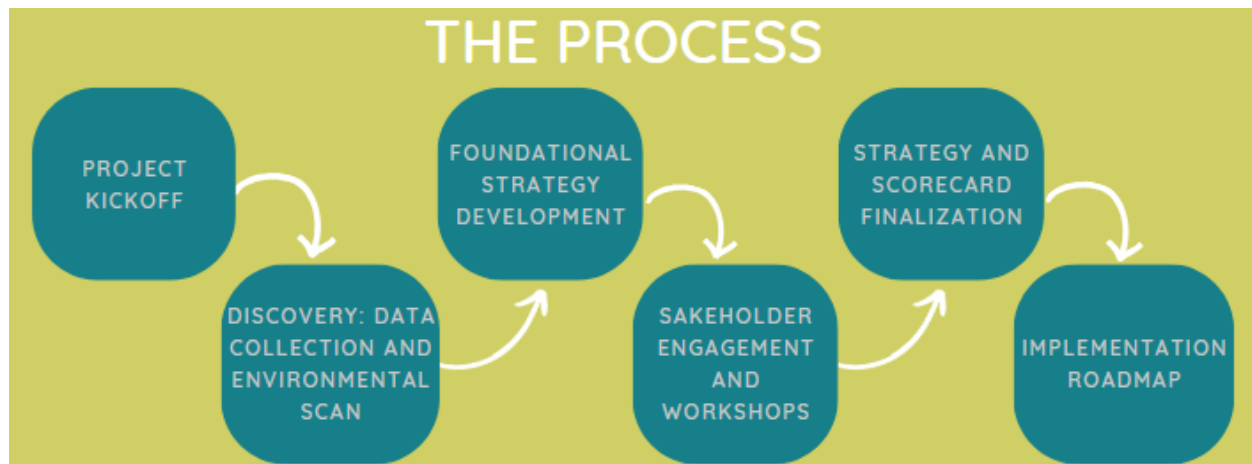 THE PROCESS
PROJECT
KICKOFF
DISCOVERY: DATA
COLLECTION AND
ENVIRONMENTAL
SCAN
FOUNDATIONAL
STRATEGY
DEVELOPMENT
SAKEHOLDER
ENGAGEMENT
AND
WORKSHOPS
STRATEGY AND
SCORECARD
FINALIZATION
IMPLEMENTATION
ROADMAP